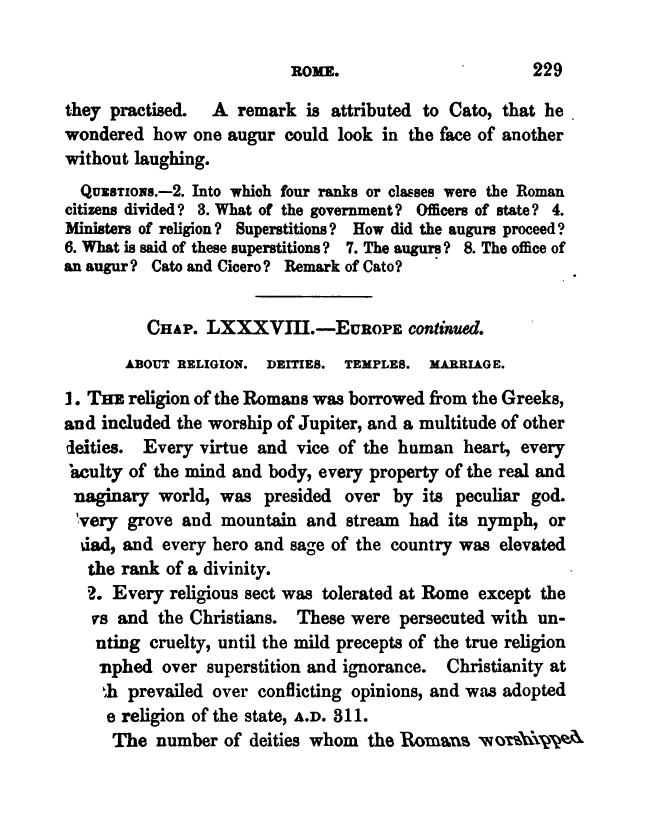 ROME. 229
they practised. A remark is attributed to Cato, that he
wondered how one augur could look in the face of another
without laughing.
QUESTIONS.—2. Into which four ranks or classes were the Roman
citizens divided? 3. What of the government? Officers of state? 4.
Ministers of religion? Superstitions? How did the augurs proceed?
6. What is said of these superstitions? 7. The augurs? 8. The office of
an augur? Cato and Cicero? Remark of Cato?
CHAP. LXXXVIII.—EUROPE continued.
ABOUT RELIGION. DEITIES. TEMPLES. MARRIAGE.
1. THE religion of the Romans was borrowed from the Greeks,
and included the worship of Jupiter, and a multitude of other
deities. Every virtue and vice of the human heart, every
aculty of the mind and body, every property of the real and
naginary world, was presided over by its peculiar god.
very grove and mountain and stream had its nymph, or
iad, and every hero and sage of the country was elevated
the rank of a divinity.
2. Every religious sect was tolerated at Rome except the
rs and the Christians. These were persecuted with un-
nting cruelty, until the mild precepts of the true religion
nphed over superstition and ignorance. Christianity at
h prevailed over conflicting opinions, and was adopted
e religion of the state, A.D. 311.
The number of deities whom the Romans worshipped